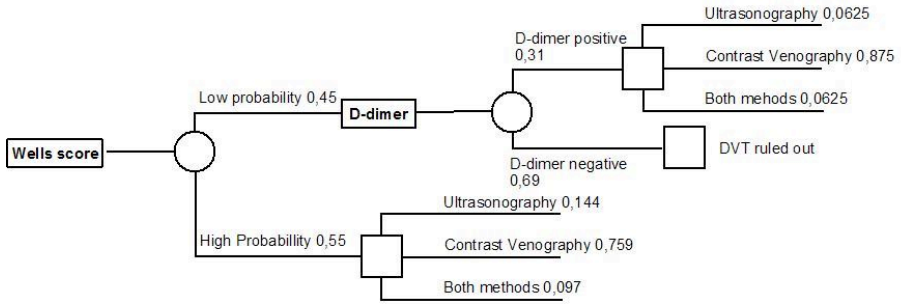 Ultrasonography 0,0625
D-dimer positive
0,31
Contrast Venography 0,875
Low probability 0,45
D-dimer
Both mehods 0,0625
Wells score
DVT ruled out
D-dimer negative
0,69
Ultrasonography 0,144
High Probabillity 0,55
Contrast Venography 0,759
Both methods 0,097